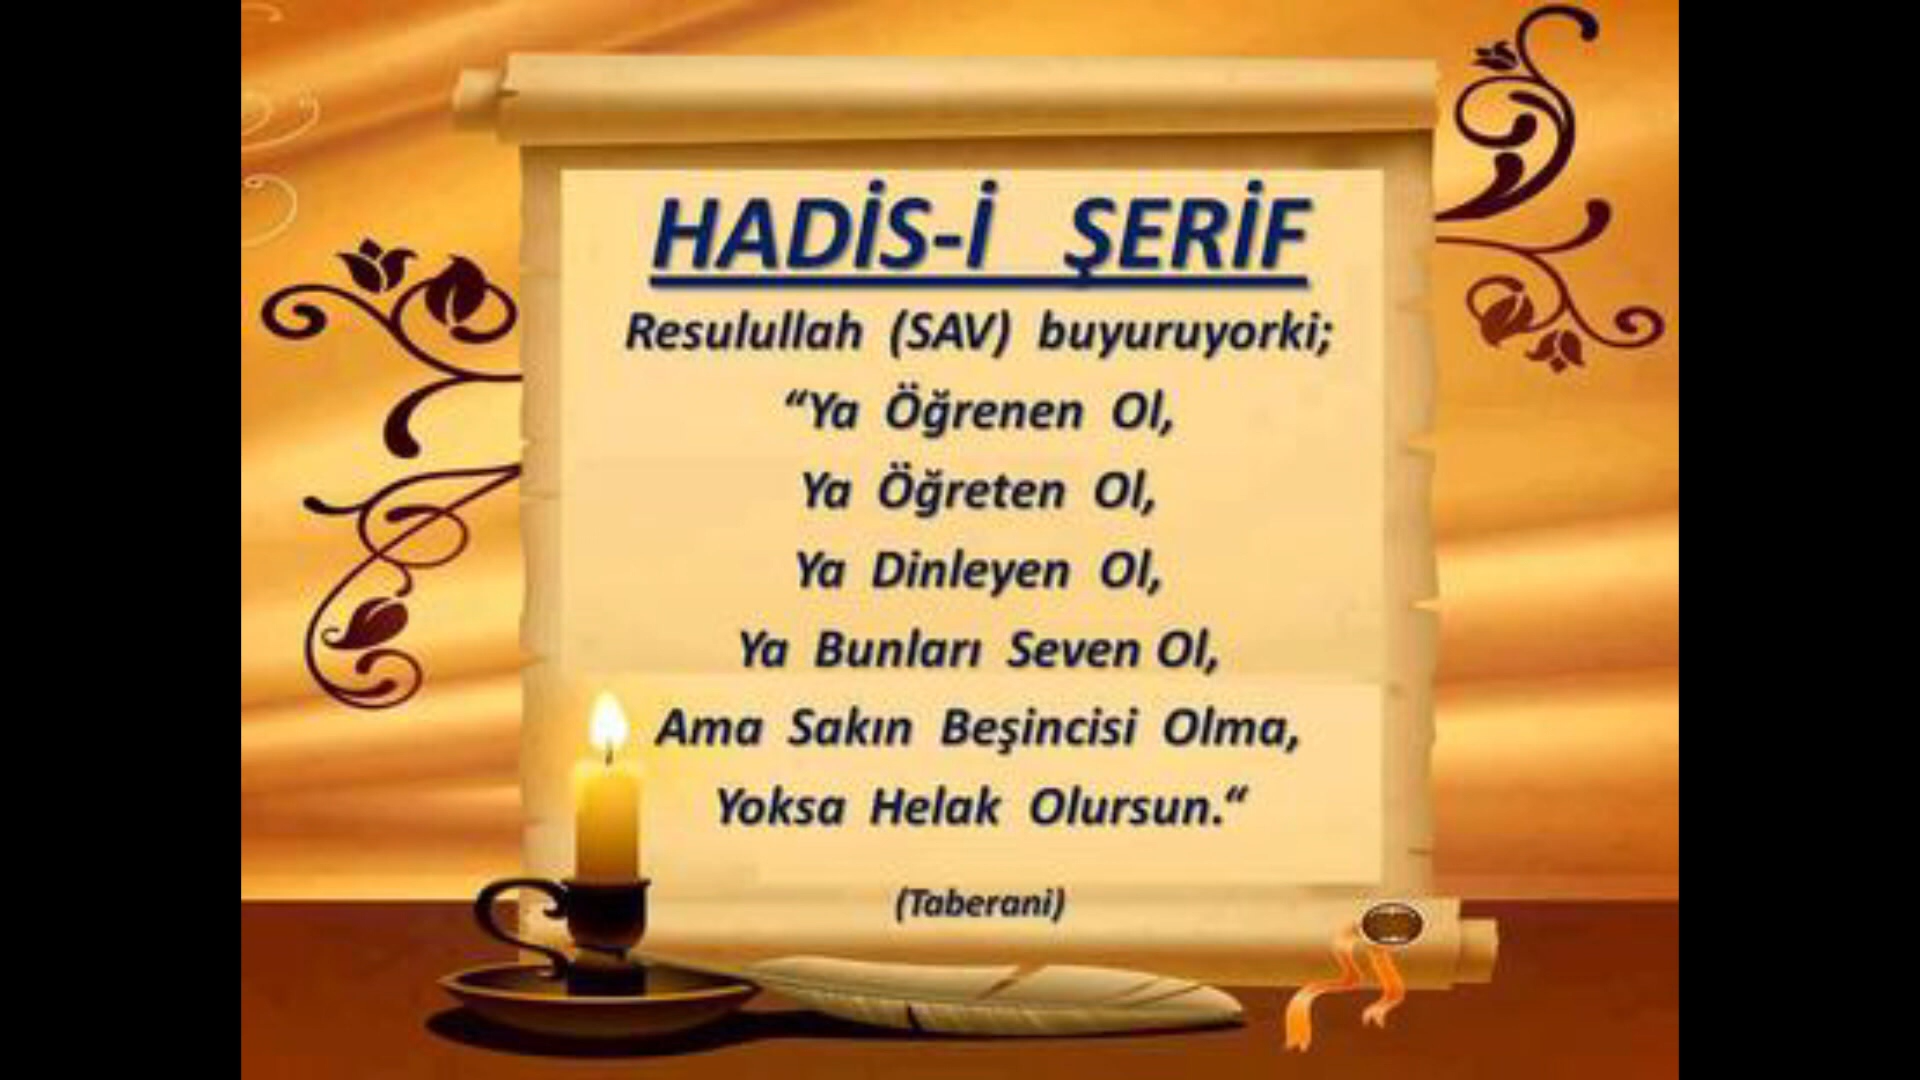 HADİS-İ ŞERİF
Resulullah (SAV) buyuruyorki;
“Ya Öğrenen Ol,
Ya Öğreten Ol,
Ya Dinleyen Ol,
Ya Bunları Seven Ol,
Ama Sakın Beşincisi Olma,
Yoksa Helak Olursun.“
(Taberani)